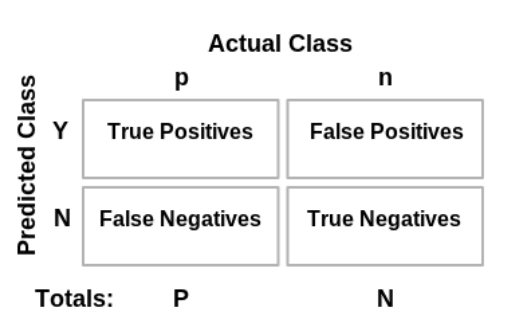 Actual Class
p n
Predicted Class
Y True Positives False Positives
N False Negatives True Negatives
Totals: P N